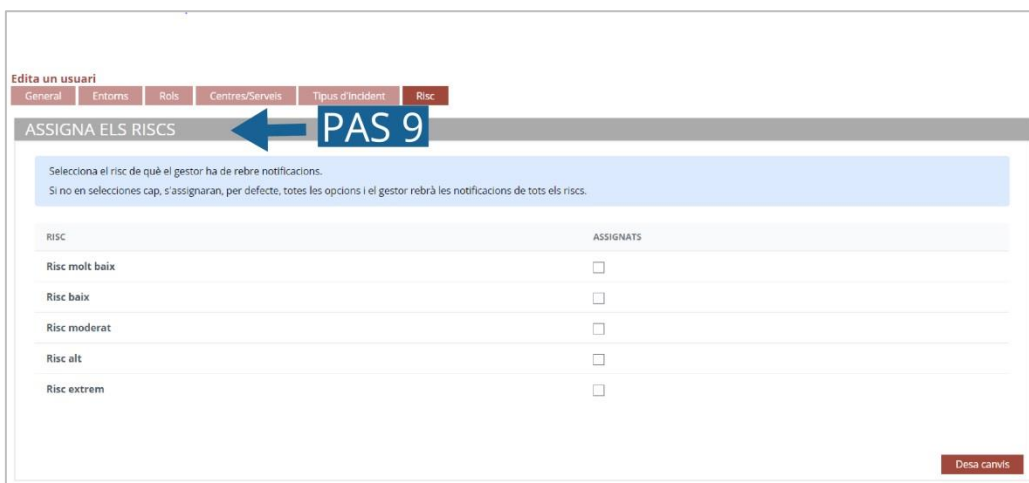 Edita un usuari
General Entorns Rols Centres/Serveis Tipus d'Incident Risc
ASSIGNA ELS RISCS PAS 9
Selecciona el risc de què el gestor ha de rebre notificacions.
Si no en selecciones cap, s'assignaran, per defecte, totes les opcions i el gestor rebrà les notificacions de tots els riscs.
RISC ASSIGNATS
Risc molt baix
Risc baix
Risc moderat
Risc alt
Risc extrem
Desa canvis